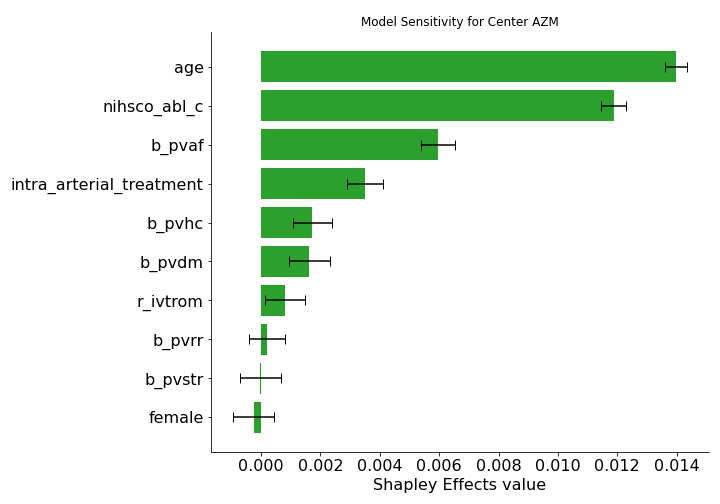 Model Sensitivity for Center AZM
age
nihsco_abl_c
b_pvaf
intra_arterial_treatment
b_pvhc
b_pvdm
r_ivtrom
b_pvrr
b_pvstr
female
0.000 0.002 0.004 0.006 0.008 0.010 0.012 0.014
Shapley Effects value